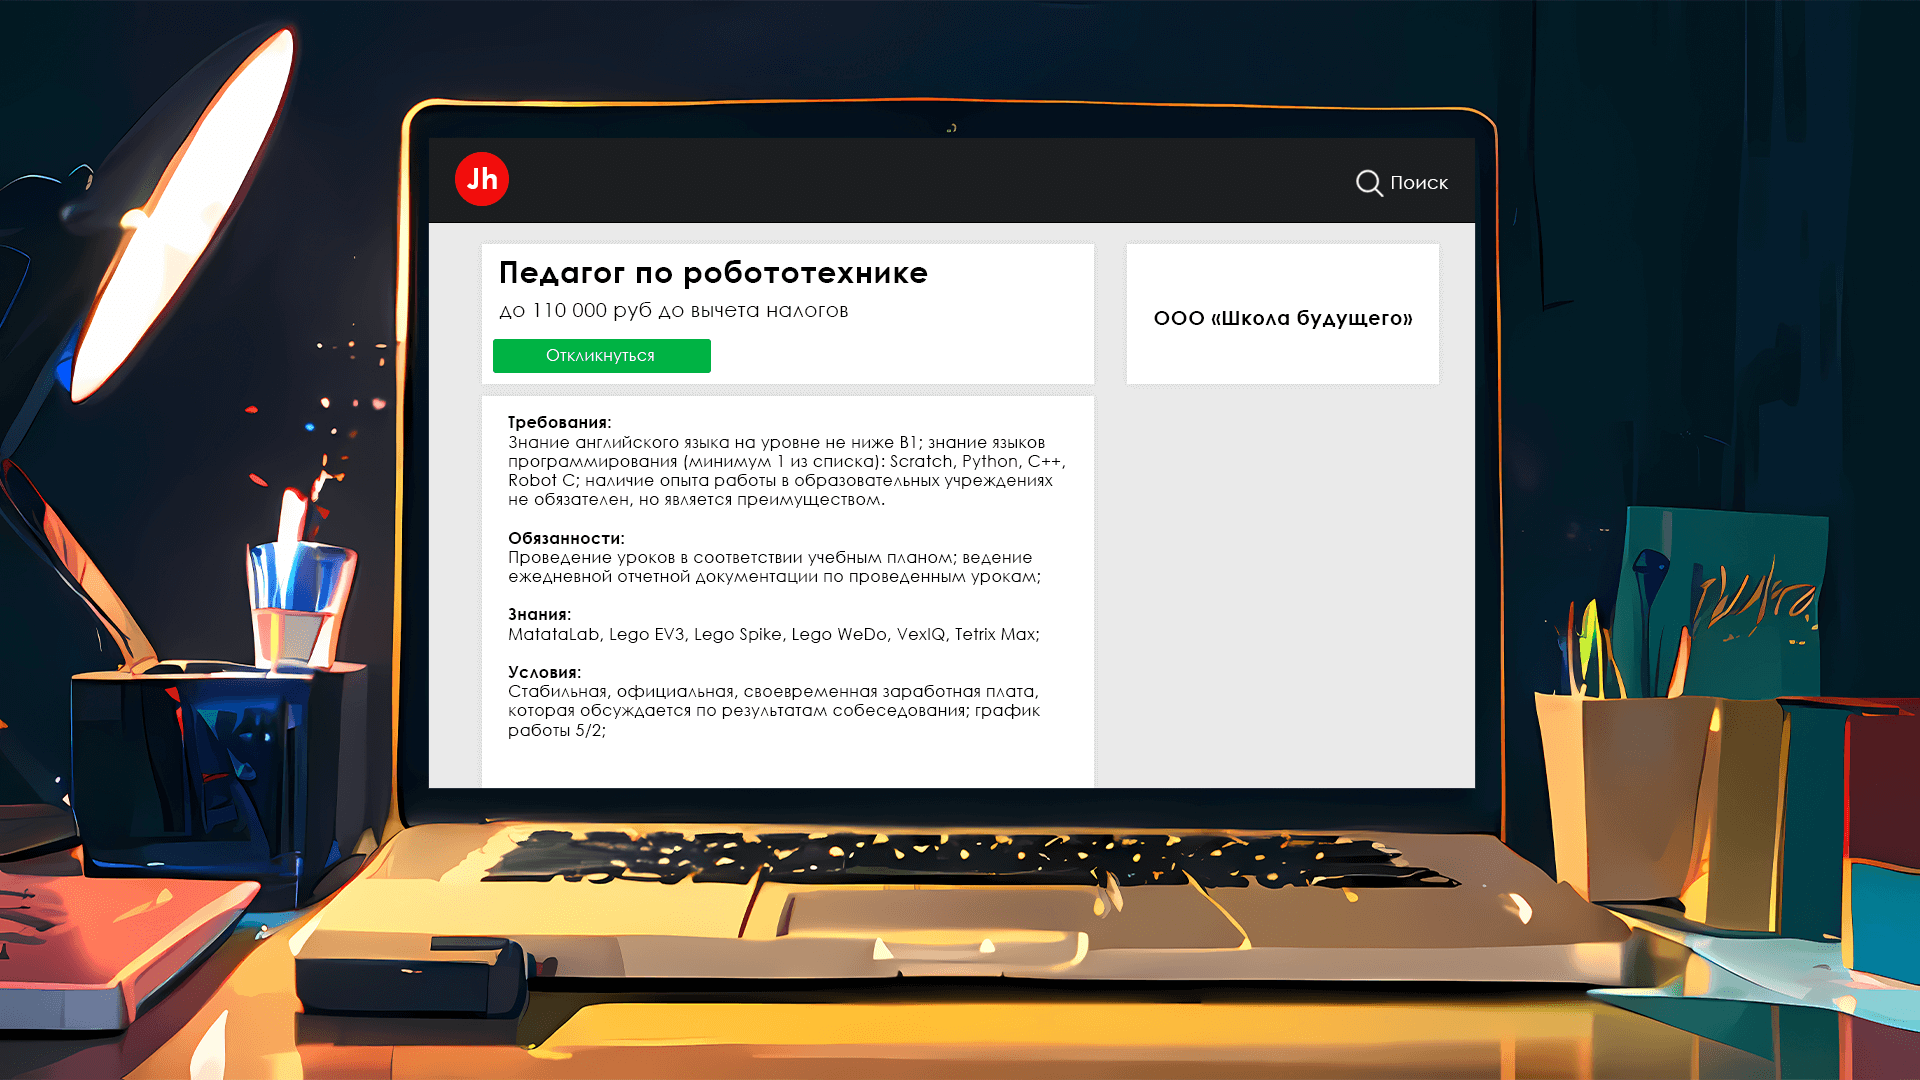 Jh
Поиск
Педагог по робототехнике
до 110 000 руб до вычета налогов
Откликнуться
ООО «Школа будущего»
Требования:
Знание английского языка на уровне не ниже B1; знание языков
программирования (минимум 1 из списка): Scratch, Python, C++,
Robot C; наличие опыта работы в образовательных учреждениях
не обязателен, но является преимуществом.
Обязанности:
Проведение уроков в соответствии учебным планом; ведение
ежедневной отчетной документации по проведенным урокам;
Знания:
MatataLab, Lego EV3, Lego Spike, Lego WeDo, VexIQ, Tetrix Max;
Условия:
Стабильная, официальная, своевременная заработная плата,
которая обсуждается по результатам собеседования; график
работы 5/2;